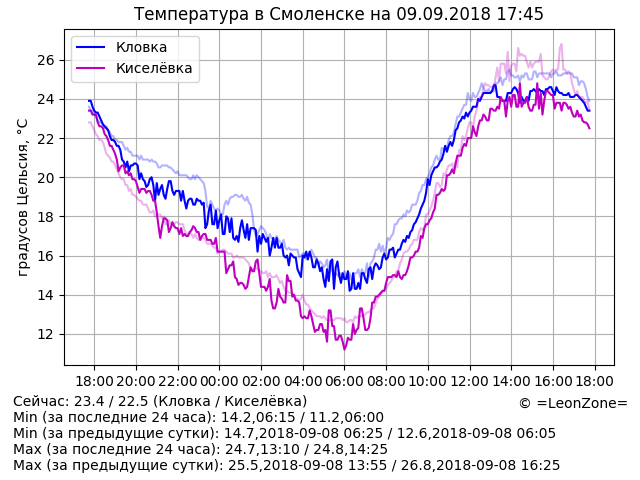 Температура в Смоленске на 09.09.2018 17:45
Кловка
Киселёвка
градусов Цельсия, °C
26
24
22
20
18
16
14
12
18:00 20:00 22:00 00:00 02:00 04:00 06:00 08:00 10:00 12:00 14:00 16:00 18:00
Сейчас: 23.4 / 22.5 (Кловка / Киселёвка)
© =LeonZone=
Min (за последние 24 часа): 14.2,06:15 / 11.2,06:00
Min (за предыдущие сутки): 14.7,2018-09-08 06:25 / 12.6,2018-09-08 06:05
Max (за последние 24 часа): 24.7,13:10 / 24.8,14:25
Max (за предыдущие сутки): 25.5,2018-09-08 13:55 / 26.8,2018-09-08 16:25